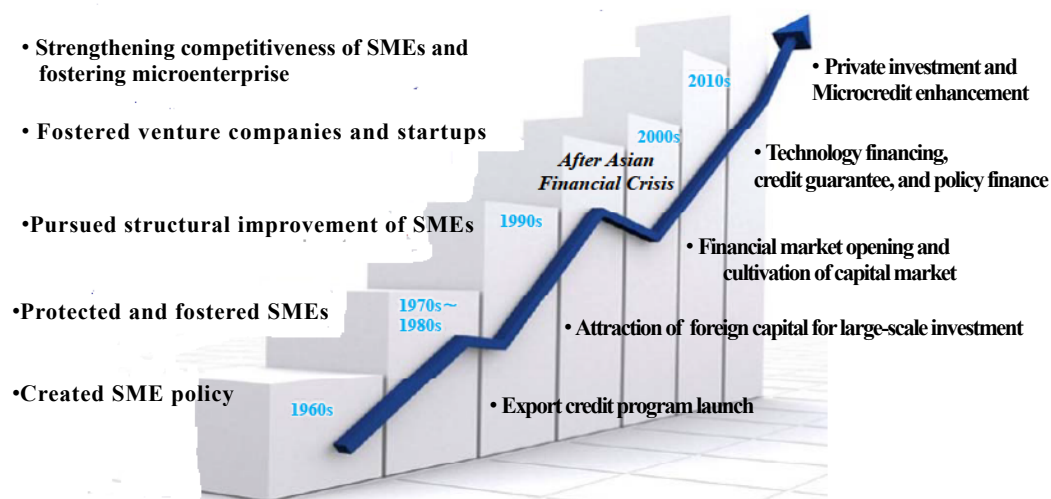 • Strengthening competitiveness of SMEs and
fostering microenterprise
• Fostered venture companies and startups
•Pursued structural improvement of SMEs
•Protected and fostered SMEs
•Created SME policy
1960s
1970s~
1980s
1990s
After Asian
Financial Crisis
2000s
2010s
• Private investment and
Microcredit enhancement
• Technology financing,
credit guarantee, and policy finance
• Financial market opening and
cultivation of capital market
• Attraction of foreign capital for large-scale investment
• Export credit program launch